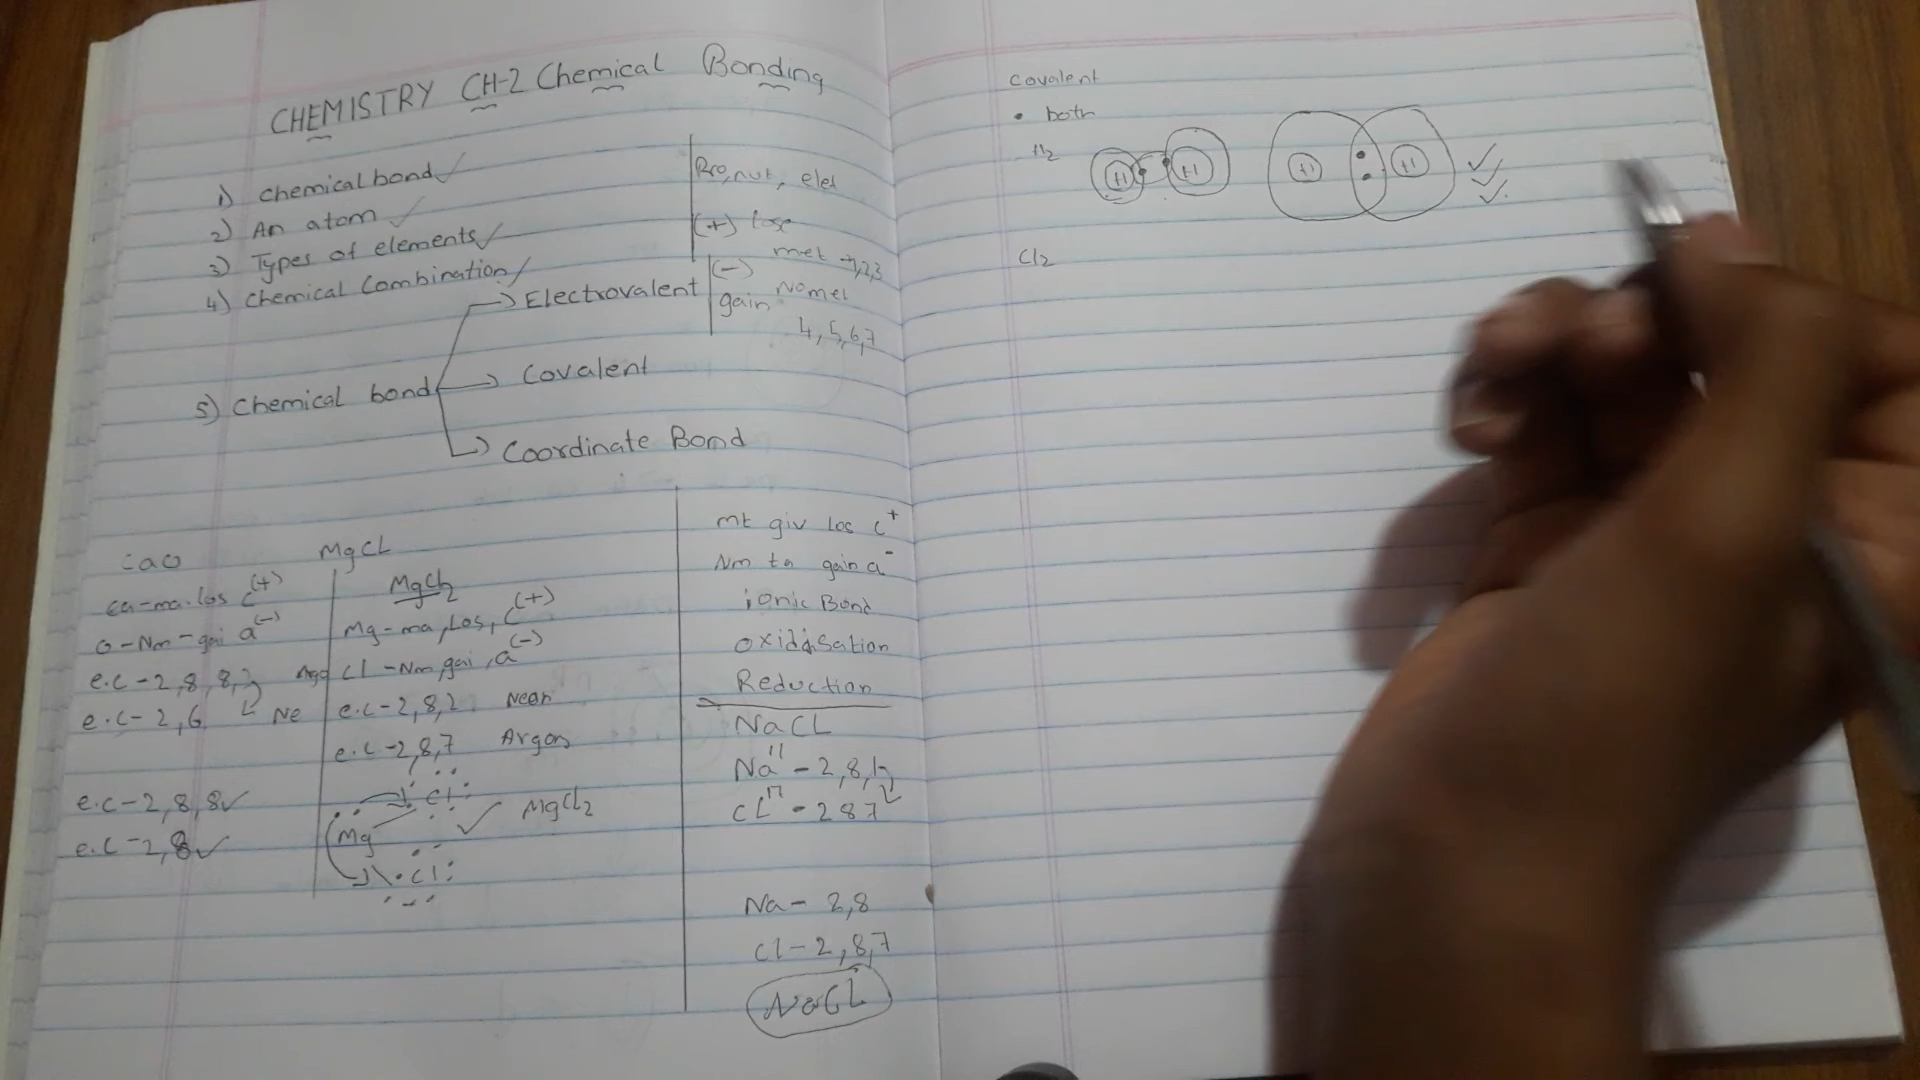 CHEMISTRY CH-2 Chemical Bonding
1) Chemical bond ✓
2) An atom ✓
3) Types of elements ✓
4) Chemical Combination
5) Chemical bond
→ Electrovalent
→ Covalent
→ Coordinate Bond
Pro, nut, elet
(+) lose
met → 1,2,3
(-) Nomet
gain
4, 5, 6, 7
CaO
Ca-ma.los C(+)
O-Nm-gai a(-)
e.c-2,8,8,2
e.c-2,6 Ne
e.c-2,8,8✓
e.c-2,8✓
MgCL
MgCl2
Mg-ma, Los, C(+)
Cl-Nm, gai, a(-)
e.c-2,8,2 Neon
e.c-2,8,7 Argon
Cl
Mg ✓ MgCl2
Cl
mt giv los c+
Nm ta gain a-
ionic Bond
oxidasation
Reduction
NaCL
Na11 - 2,8,1
CL17 - 2 8 7
Na - 2,8
Cl - 2,8,7
NaCL
Covalent
• both
H2 H H H H ✓✓
Cl2